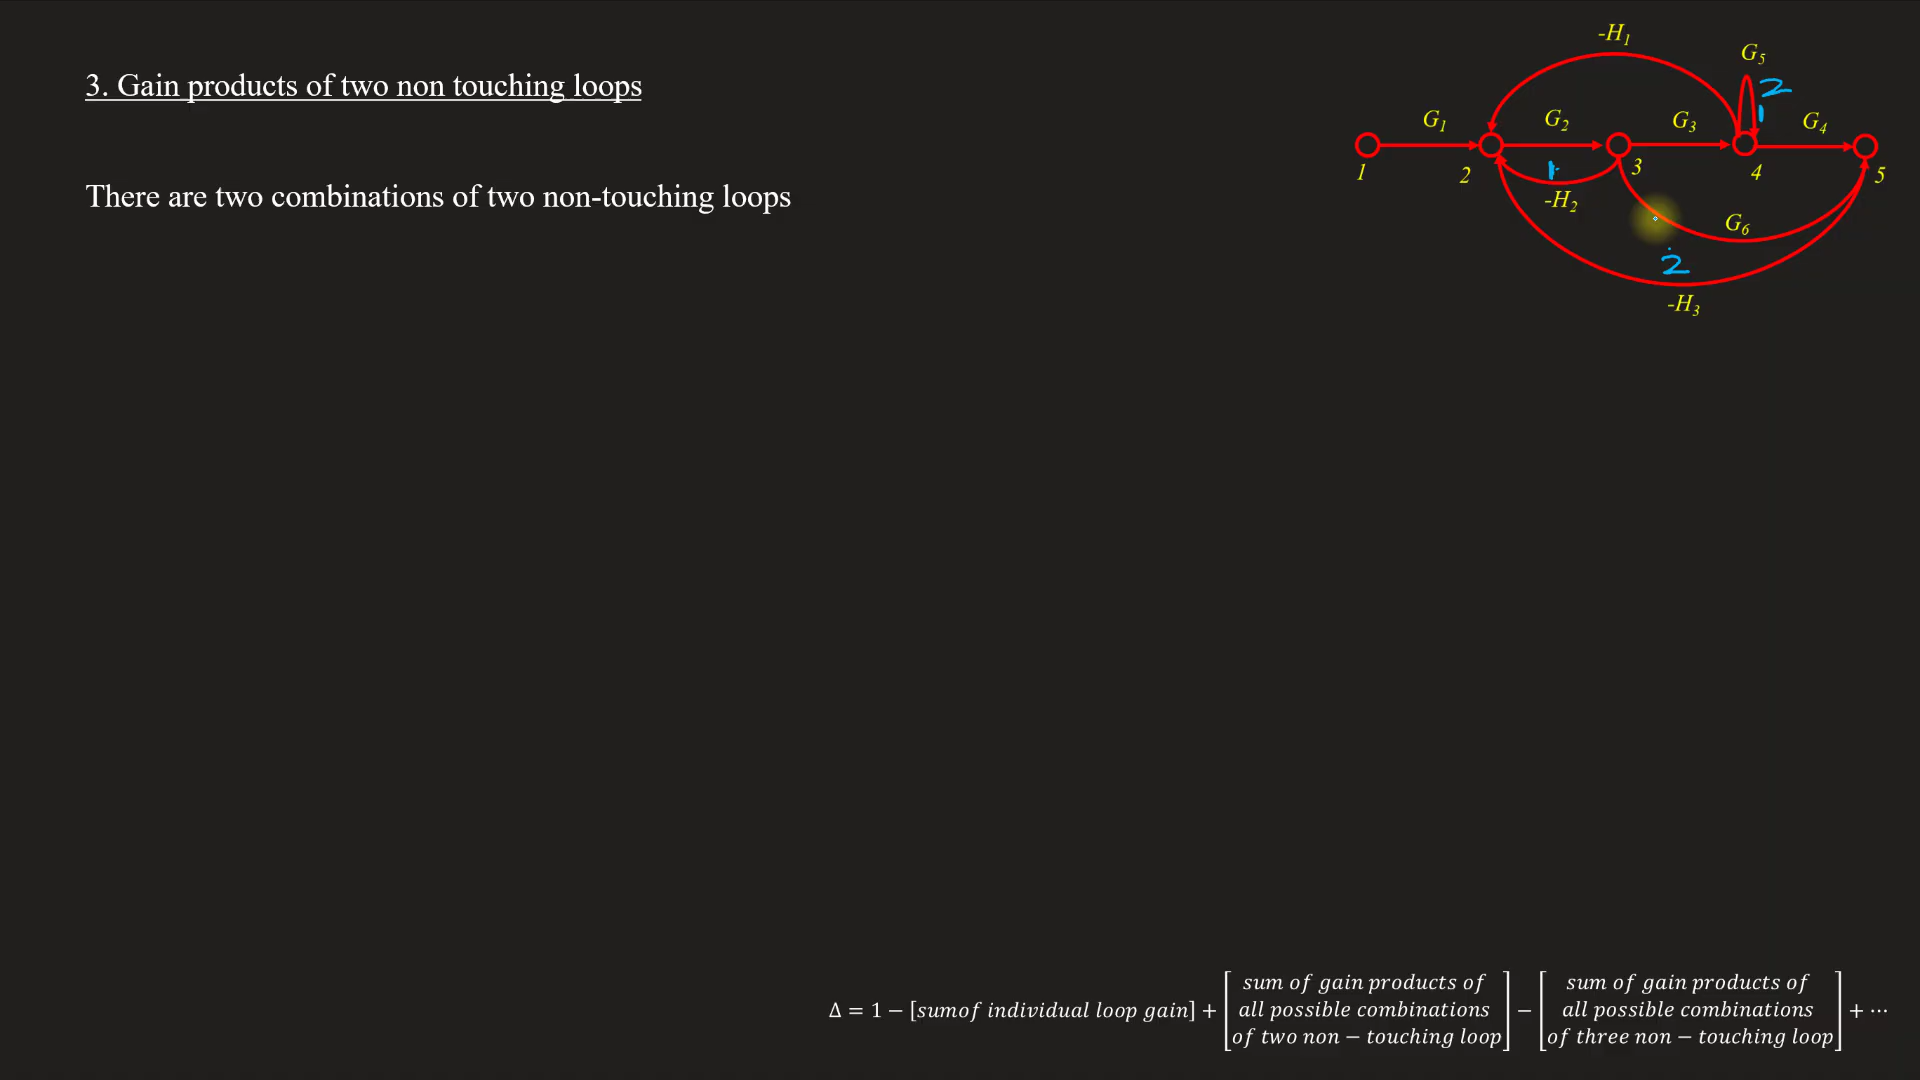 3. Gain products of two non touching loops
There are two combinations of two non-touching loops
-H₁
G₅
2
1
G₁
G₂
G₃
G₄
1
2
1
3
4
5
-H₂
G₆
2
-H₃
Δ = 1 − [sumof individual loop gain] + [sum of gain products of
all possible combinations
of two non − touching loop] − [sum of gain products of
all possible combinations
of three non − touching loop] + ⋯